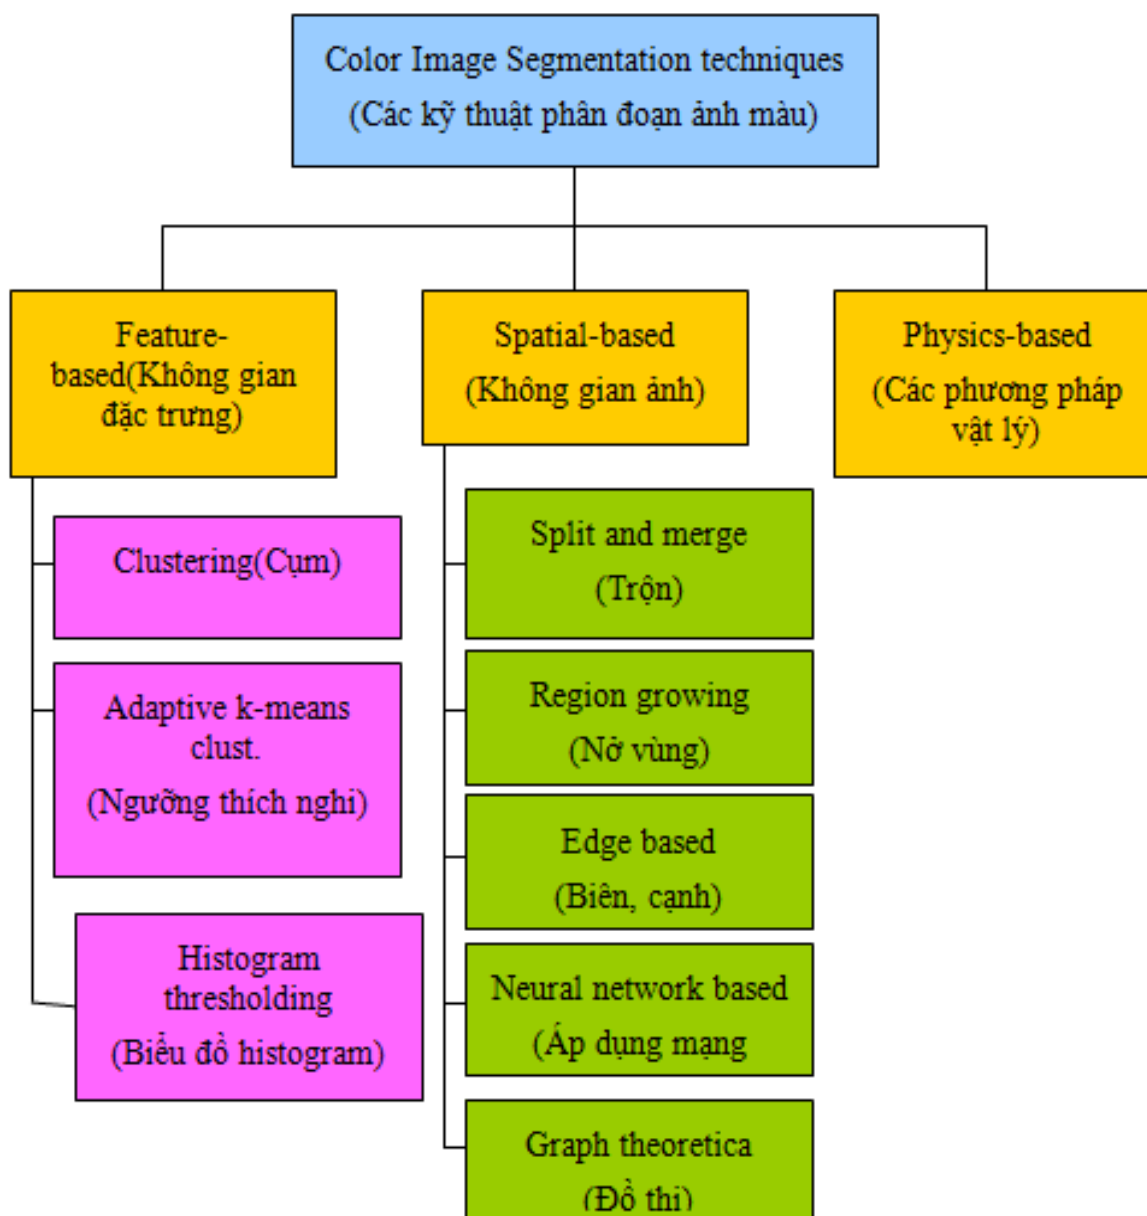 Color Image Segmentation techniques
(Các kỹ thuật phân đoạn ảnh màu)
Feature-
based(Không gian
đặc trưng)
Spatial-based
(Không gian ảnh)
Physics-based
(Các phương pháp
vật lý)
Clustering(Cụm)
Adaptive k-means
clust.
(Ngưỡng thích nghi)
Histogram
thresholding
(Biểu đồ histogram)
Split and merge
(Trộn)
Region growing
(Nở vùng)
Edge based
(Biên, cạnh)
Neural network based
(Áp dụng mạng
Graph theoretica
(Đồ thị)